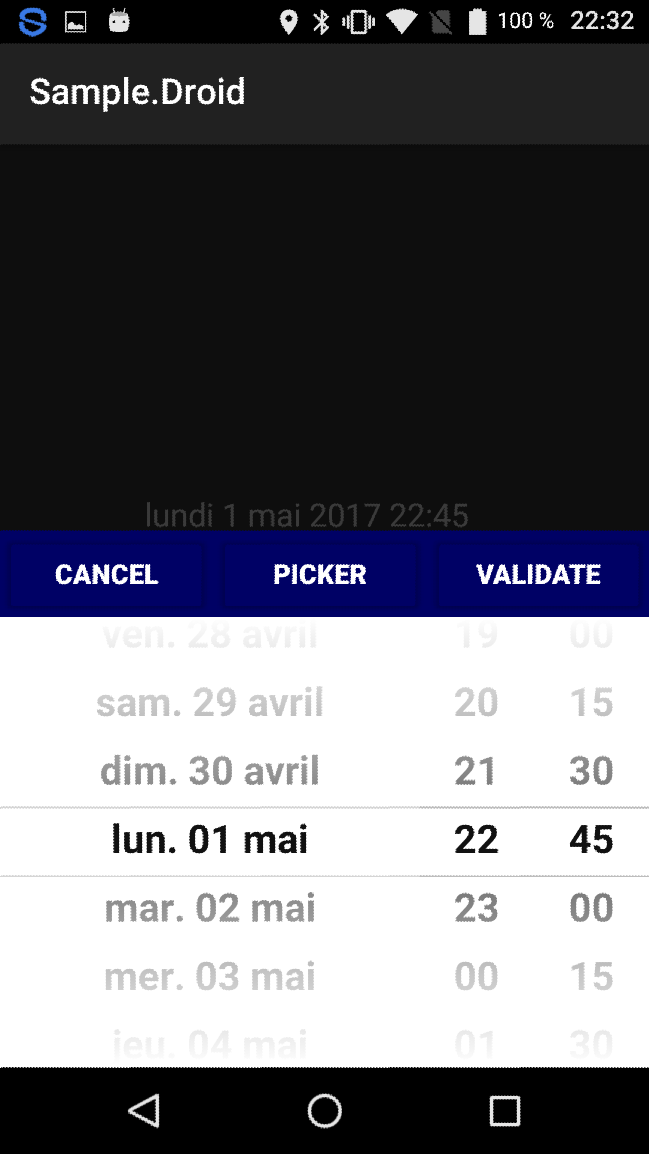 100 % 22:32
Sample.Droid
lundi 1 mai 2017 22:45
CANCEL PICKER VALIDATE
ven. 28 avril 19 00
sam. 29 avril 20 15
dim. 30 avril 21 30
lun. 01 mai 22 45
mar. 02 mai 23 00
mer. 03 mai 00 15
jeu. 04 mai 01 30